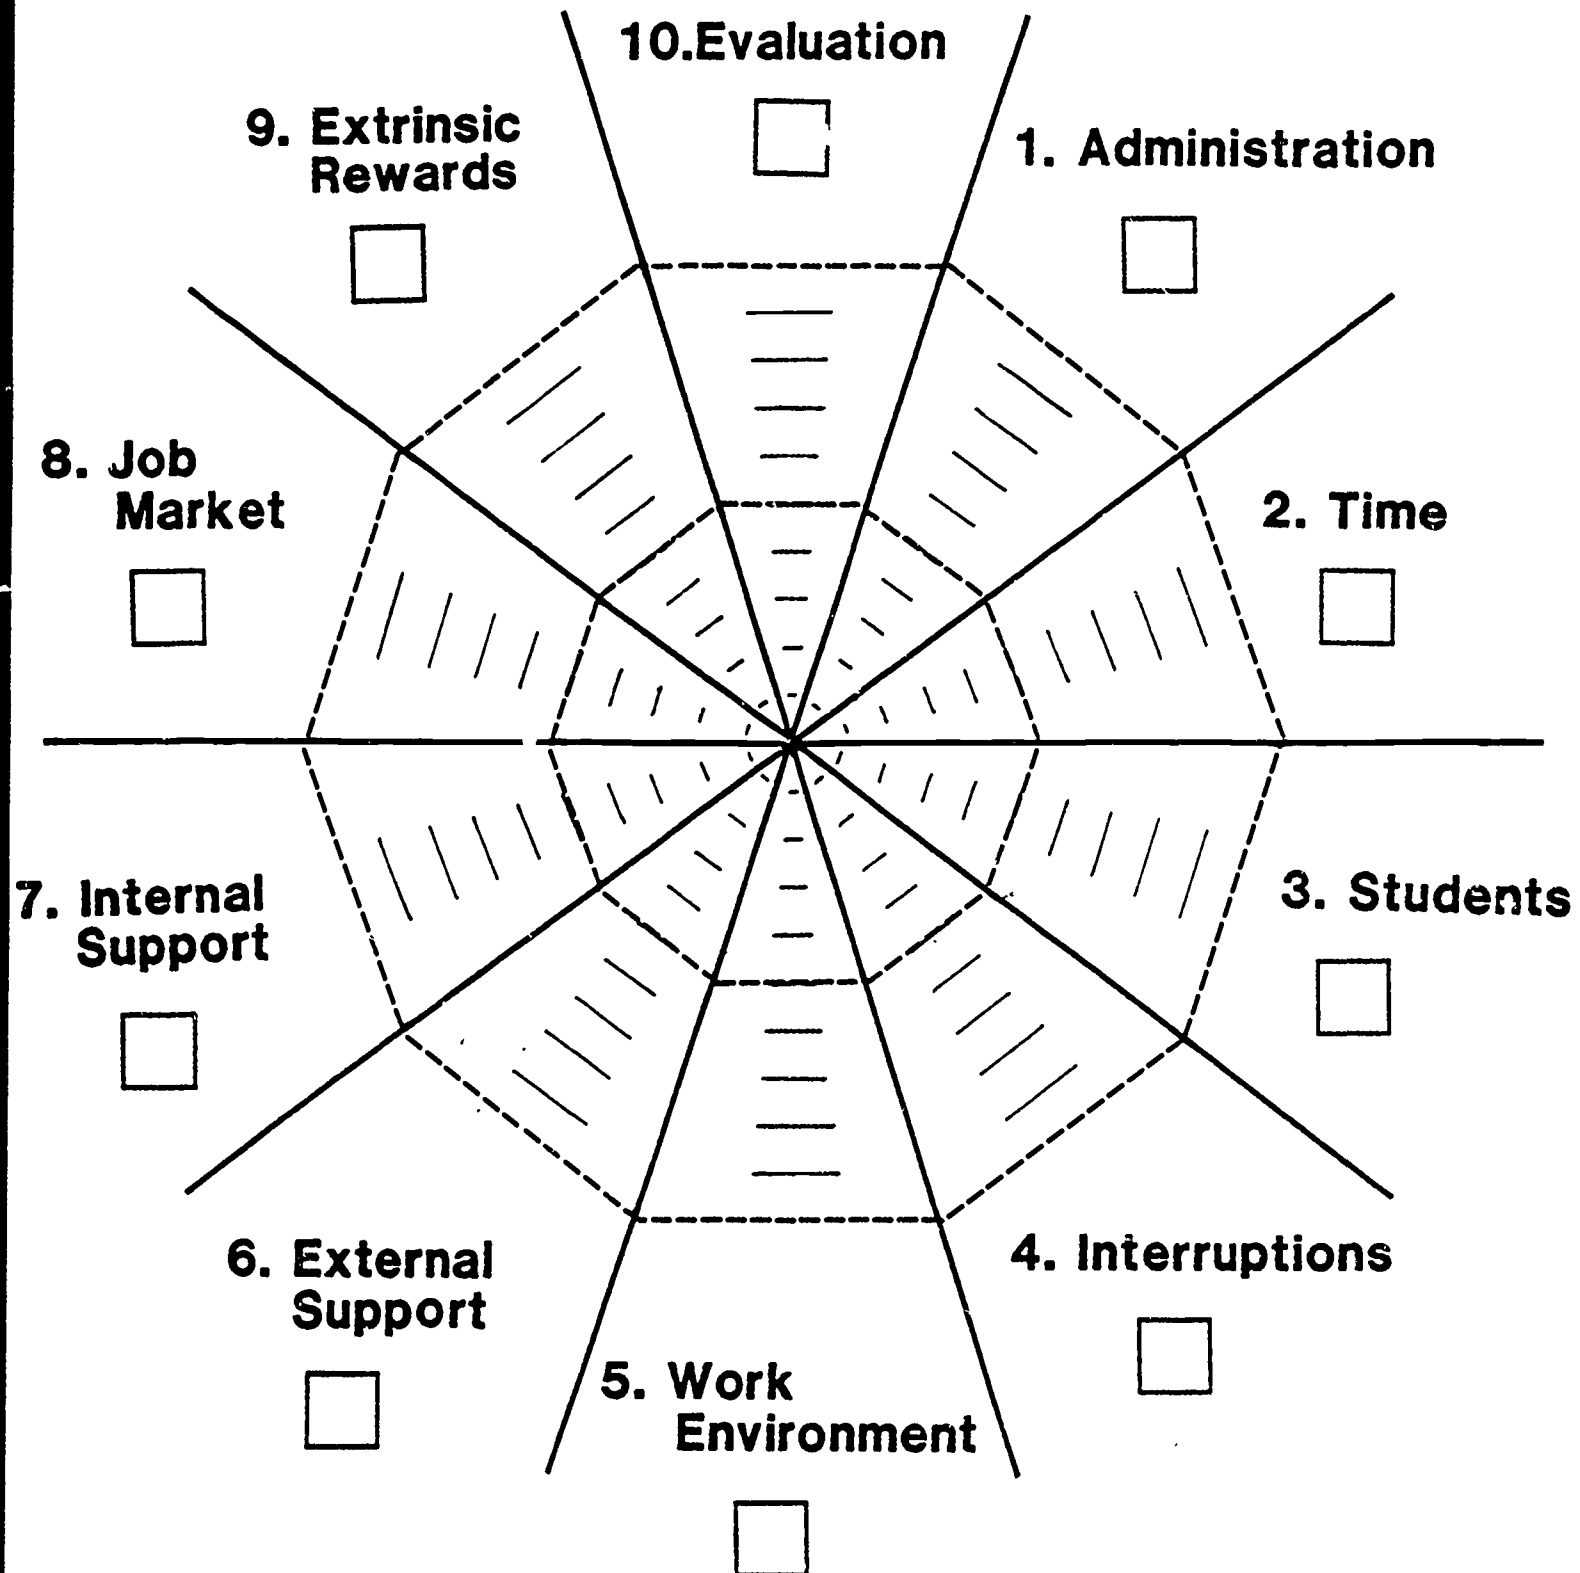 10.Evaluation
1. Administration
2. Time
3. Students
4. Interruptions
5. Work
Environment
6. External
Support
7. Internal
Support
8. Job
Market
9. Extrinsic
Rewards